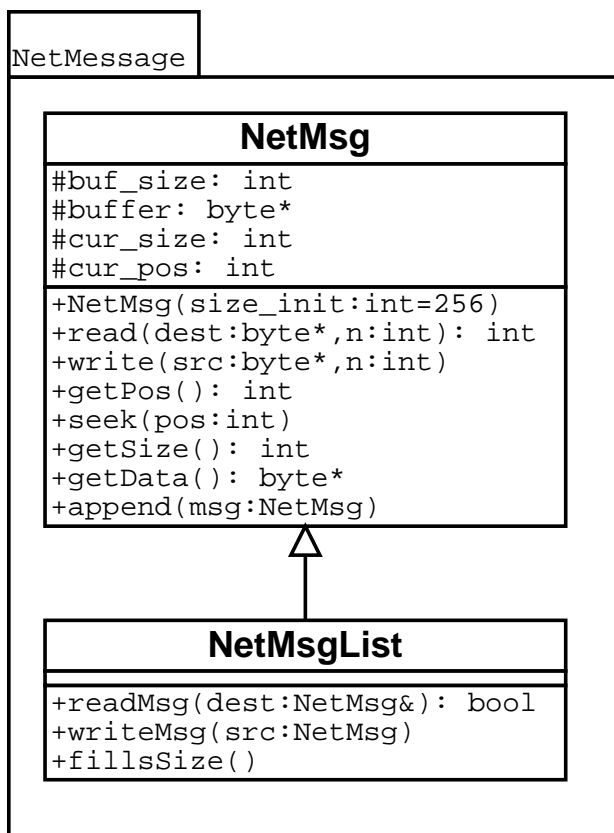 NetMessage
NetMsg
#buf_size: int
#buffer: byte*
#cur_size: int
#cur_pos: int
+NetMsg(size_init:int=256)
+read(dest:byte*,n:int): int
+write(src:byte*,n:int)
+getPos(): int
+seek(pos:int)
+getSize(): int
+getData(): byte*
+append(msg:NetMsg)
NetMsgList
+readMsg(dest:NetMsg&): bool
+writeMsg(src:NetMsg)
+fillsSize()